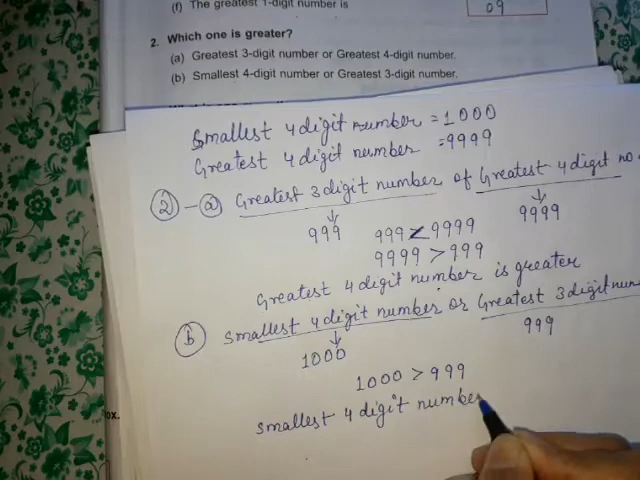 (f) The greatest 1-digit number is
09
2. Which one is greater?
(a) Greatest 3-digit number or Greatest 4-digit number.
(b) Smallest 4-digit number or Greatest 3-digit number.
Smallest 4 digit number = 1000
Greatest 4 digit number = 9999
② - ⓐ Greatest 3 digit number of Greatest 4 digit no.
999 999 < 9999 9999
9999 > 999
Greatest 4 digit number is greater
ⓑ Smallest 4 digit number or Greatest 3 digit num
1000 999
1000 > 999
Smallest 4 digit numbe
ox.